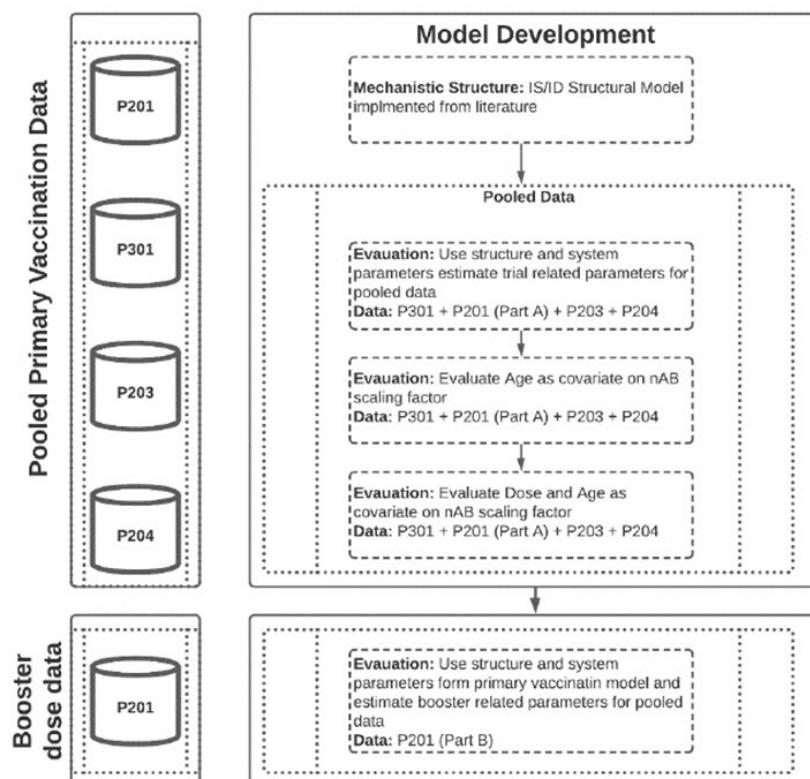 Pooled Primary Vaccination Data
P201
P301
P203
P204
Model Development
Mechanistic Structure: IS/ID Structural Model
implmented from literature
Pooled Data
Evauation: Use structure and system
parameters estimate trial related parameters for
pooled data
Data: P301 + P201 (Part A) + P203 + P204
Evauation: Evaluate Age as covariate on nAB
scaling factor
Data: P301 + P201 (Part A) + P203 + P204
Evauation: Evaluate Dose and Age as
covariate on nAB scaling factor
Data: P301 + P201 (Part A) + P203 + P204
Booster
dose data
P201
Evauation: Use structure and system
parameters form primary vaccinatin model and
estimate booster related parameters for pooled
data
Data: P201 (Part B)